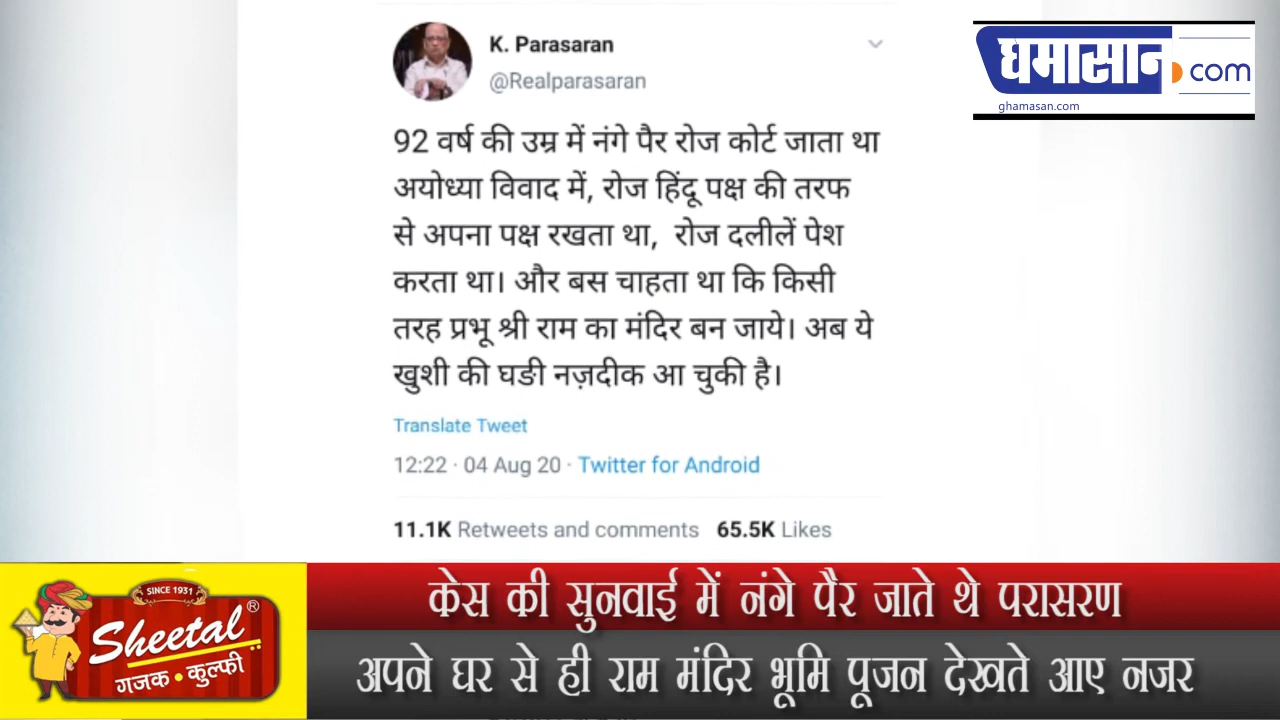 K. Parasaran
@Realparasaran
घमासान.com
ghamasan.com
92 वर्ष की उम्र में नंगे पैर रोज कोर्ट जाता था
अयोध्या विवाद में, रोज हिंदू पक्ष की तरफ
से अपना पक्ष रखता था, रोज दलीलें पेश
करता था। और बस चाहता था कि किसी
तरह प्रभू श्री राम का मंदिर बन जाये। अब ये
खुशी की घडी नज़दीक आ चुकी है।
Translate Tweet
12:22 · 04 Aug 20 · Twitter for Android
11.1K Retweets and comments 65.5K Likes
SINCE 1931
Sheetal®
गजक • कुल्फी
केस की सुनवाई में नंगे पैर जाते थे परासरण
अपने घर से ही राम मंदिर भूमि पूजन देखते आए नजर